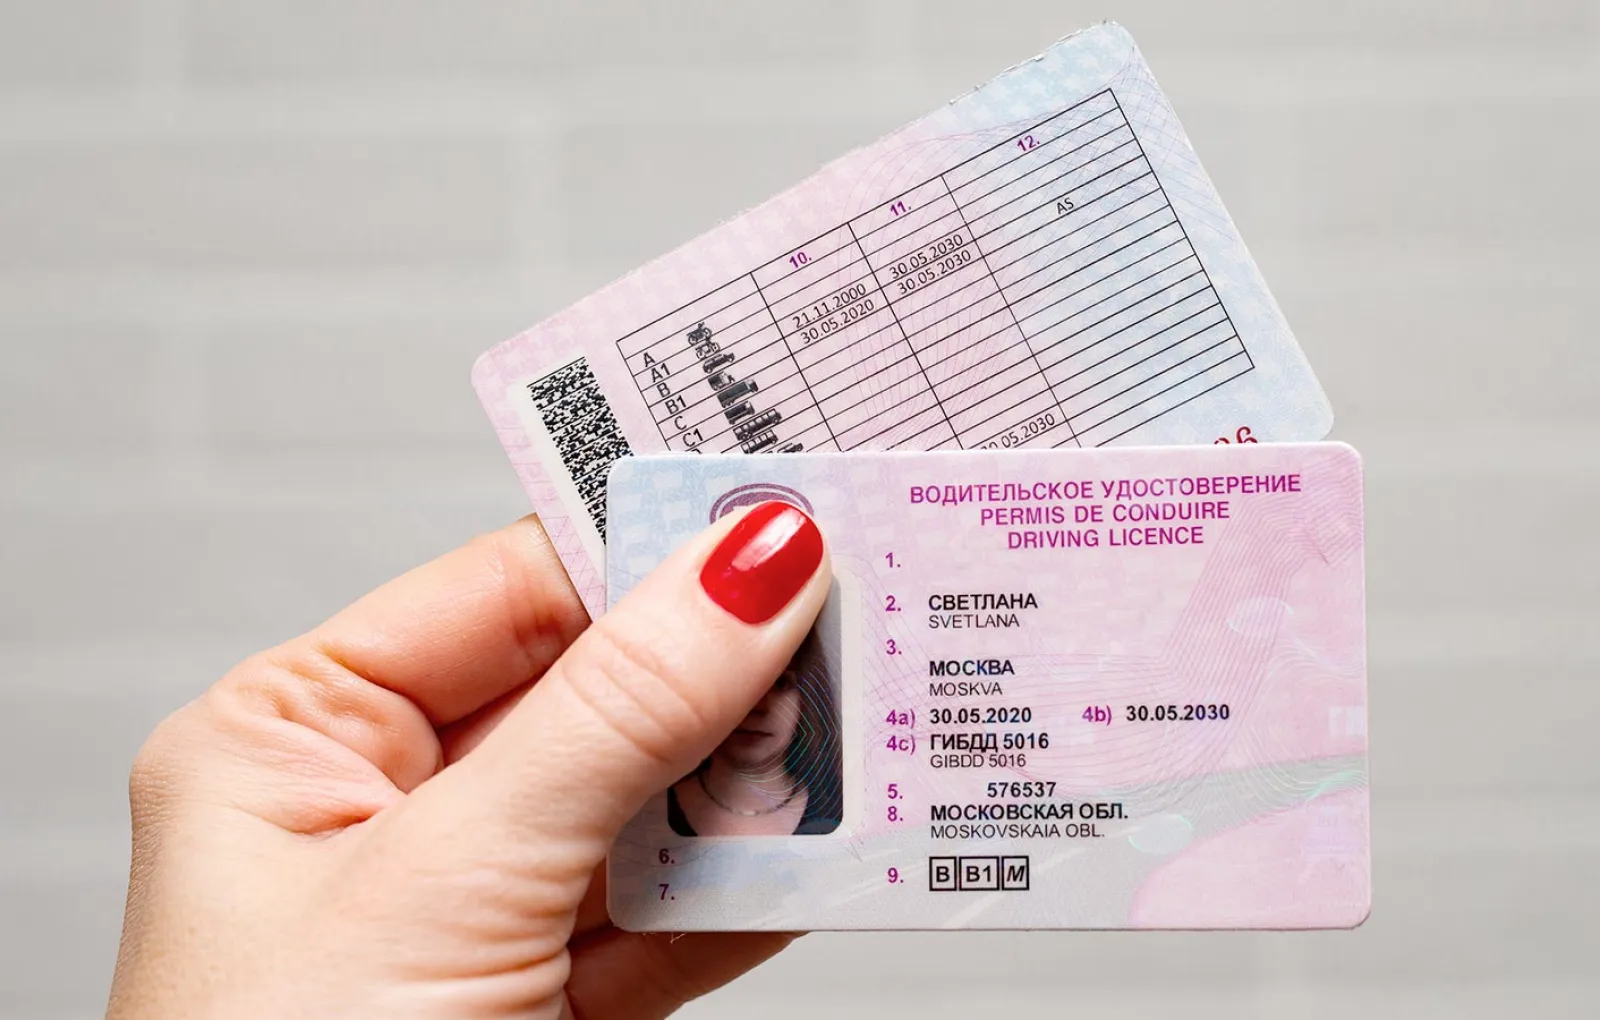 12.
11.
10.
AS
30.05.2030
21.11.2000
30.05.2030
30.05.2020
A
A1
B
B1
C
C1
05.2030
ВОДИТЕЛЬСКОЕ УДОСТОВЕРЕНИЕ
PERMIS DE CONDUIRE
DRIVING LICENCE
1.
2. СВЕТЛАНА
SVETLANA
3.
МОСКВА
MOSKVA
4a) 30.05.2020 4b) 30.05.2030
4c) ГИБДД 5016
GIBDD 5016
5. 576537
8. МОСКОВСКАЯ ОБЛ.
MOSKOVSKAIA OBL.
6.
7.
9. B B1 M